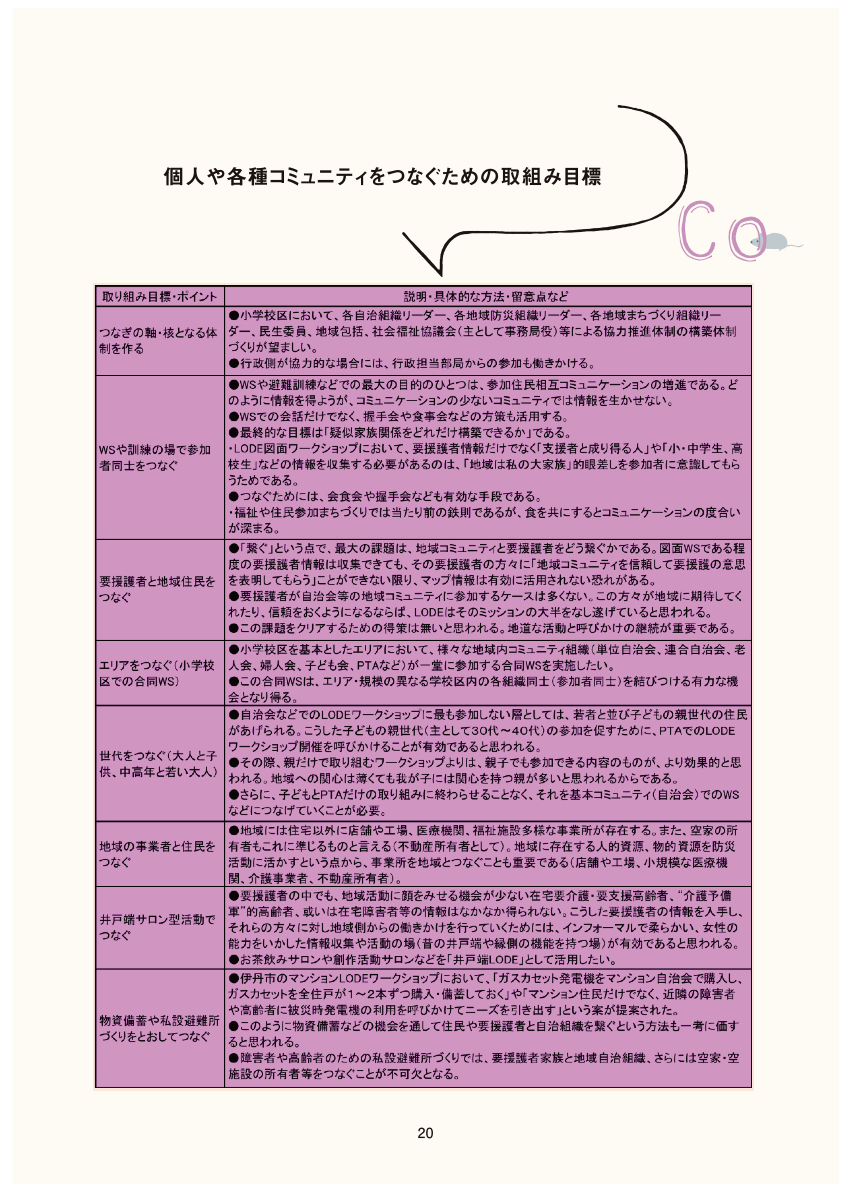 個人や各種コミュニティをつなぐための取組み目標
Co
取り組み目標・ポイント
説明・具体的な方法・留意点など
つなぎの軸・核となる体
制を作る
●小学校区において、各自治組織リーダー、各地域防災組織リーダー、各地域まちづくり組織リー
ダー、民生委員、地域包括、社会福祉協議会(主として事務局役)等による協力推進体制の構築体制
づくりが望ましい。
●行政側が協力的な場合には、行政担当部局からの参加も働きかける。
WSや訓練の場で参加
者同士をつなぐ
●WSや避難訓練などでの最大の目的のひとつは、参加住民相互コミュニケーションの増進である。ど
のように情報を得ようが、コミュニケーションの少ないコミュニティでは情報を生かせない。
●WSでの会話だけでなく、握手会や食事会などの方策も活用する。
●最終的な目標は「疑似家族関係をどれだけ構築できるか」である。
・LODE図面ワークショップにおいて、要援護者情報だけでなく「支援者と成り得る人」や「小・中学生、高
校生」などの情報を収集する必要があるのは、「地域は私の大家族」的眼差しを参加者に意識してもら
うためである。
●つなぐためには、会食会や握手会なども有効な手段である。
・福祉や住民参加まちづくりでは当たり前の鉄則であるが、食を共にするとコミュニケーションの度合い
が深まる。
要援護者と地域住民を
つなぐ
●「繋ぐ」という点で、最大の課題は、地域コミュニティと要援護者をどう繋ぐかである。図面WSである程
度の要援護者情報は収集できても、その要援護者の方々に「地域コミュニティを信頼して要援護の意思
を表明してもらう」ことができない限り、マップ情報は有効に活用されない恐れがある。
●要援護者が自治会等の地域コミュニティに参加するケースは多くない。この方々が地域に期待してく
れたり、信頼をおくようになるならば、LODEはそのミッションの大半をなし遂げていると思われる。
●この課題をクリアするための得策は無いと思われる。地道な活動と呼びかけの継続が重要である。
エリアをつなぐ(小学校
区での合同WS)
●小学校区を基本としたエリアにおいて、様々な地域内コミュニティ組織(単位自治会、連合自治会、老
人会、婦人会、子ども会、PTAなど)が一堂に参加する合同WSを実施したい。
●この合同WSは、エリア・規模の異なる学校区内の各組織同士(参加者同士)を結びつける有力な機
会となり得る。
世代をつなぐ(大人と子
供、中高年と若い大人)
●自治会などでのLODEワークショップに最も参加しない層としては、若者と並び子どもの親世代の住民
があげられる。こうした子どもの親世代(主として30代〜40代)の参加を促すために、PTAでのLODE
ワークショップ開催を呼びかけることが有効であると思われる。
●その際、親だけで取り組むワークショップよりは、親子でも参加できる内容のものが、より効果的と思
われる。地域への関心は薄くても我が子には関心を持つ親が多いと思われるからである。
●さらに、子どもとPTAだけの取り組みに終わらせることなく、それを基本コミュニティ(自治会)でのWS
などにつなげていくことが必要。
地域の事業者と住民を
つなぐ
●地域には住宅以外に店舗や工場、医療機関、福祉施設多様な事業所が存在する。また、空家の所
有者もこれに準じるものと言える(不動産所有者として)。地域に存在する人的資源、物的資源を防災
活動に活かすという点から、事業所を地域とつなぐことも重要である(店舗や工場、小規模な医療機
関、介護事業者、不動産所有者)。
井戸端サロン型活動で
つなぐ
●要援護者の中でも、地域活動に顔をみせる機会が少ない在宅要介護・要支援高齢者、“介護予備
軍”的高齢者、或いは在宅障害者等の情報はなかなか得られない。こうした要援護者の情報を入手し、
それらの方々に対し地域側からの働きかけを行っていくためには、インフォーマルで柔らかい、女性の
能力をいかした情報収集や活動の場(昔の井戸端や縁側の機能を持つ場)が有効であると思われる。
●お茶飲みサロンや創作活動サロンなどを「井戸端LODE」として活用したい。
物資備蓄や私設避難所
づくりをとおしてつなぐ
●伊丹市のマンションLODEワークショップにおいて、「ガスカセット発電機をマンション自治会で購入し、
ガスカセットを全住戸が1〜2本ずつ購入・備蓄しておく」や「マンション住民だけでなく、近隣の障害者
や高齢者に被災時発電機の利用を呼びかけてニーズを引き出す」という案が提案された。
●このように物資備蓄などの機会を通して住民や要援護者と自治組織を繋ぐという方法も一考に価す
ると思われる。
●障害者や高齢者のための私設避難所づくりでは、要援護者家族と地域自治組織、さらには空家・空
施設の所有者等をつなぐことが不可欠となる。
20